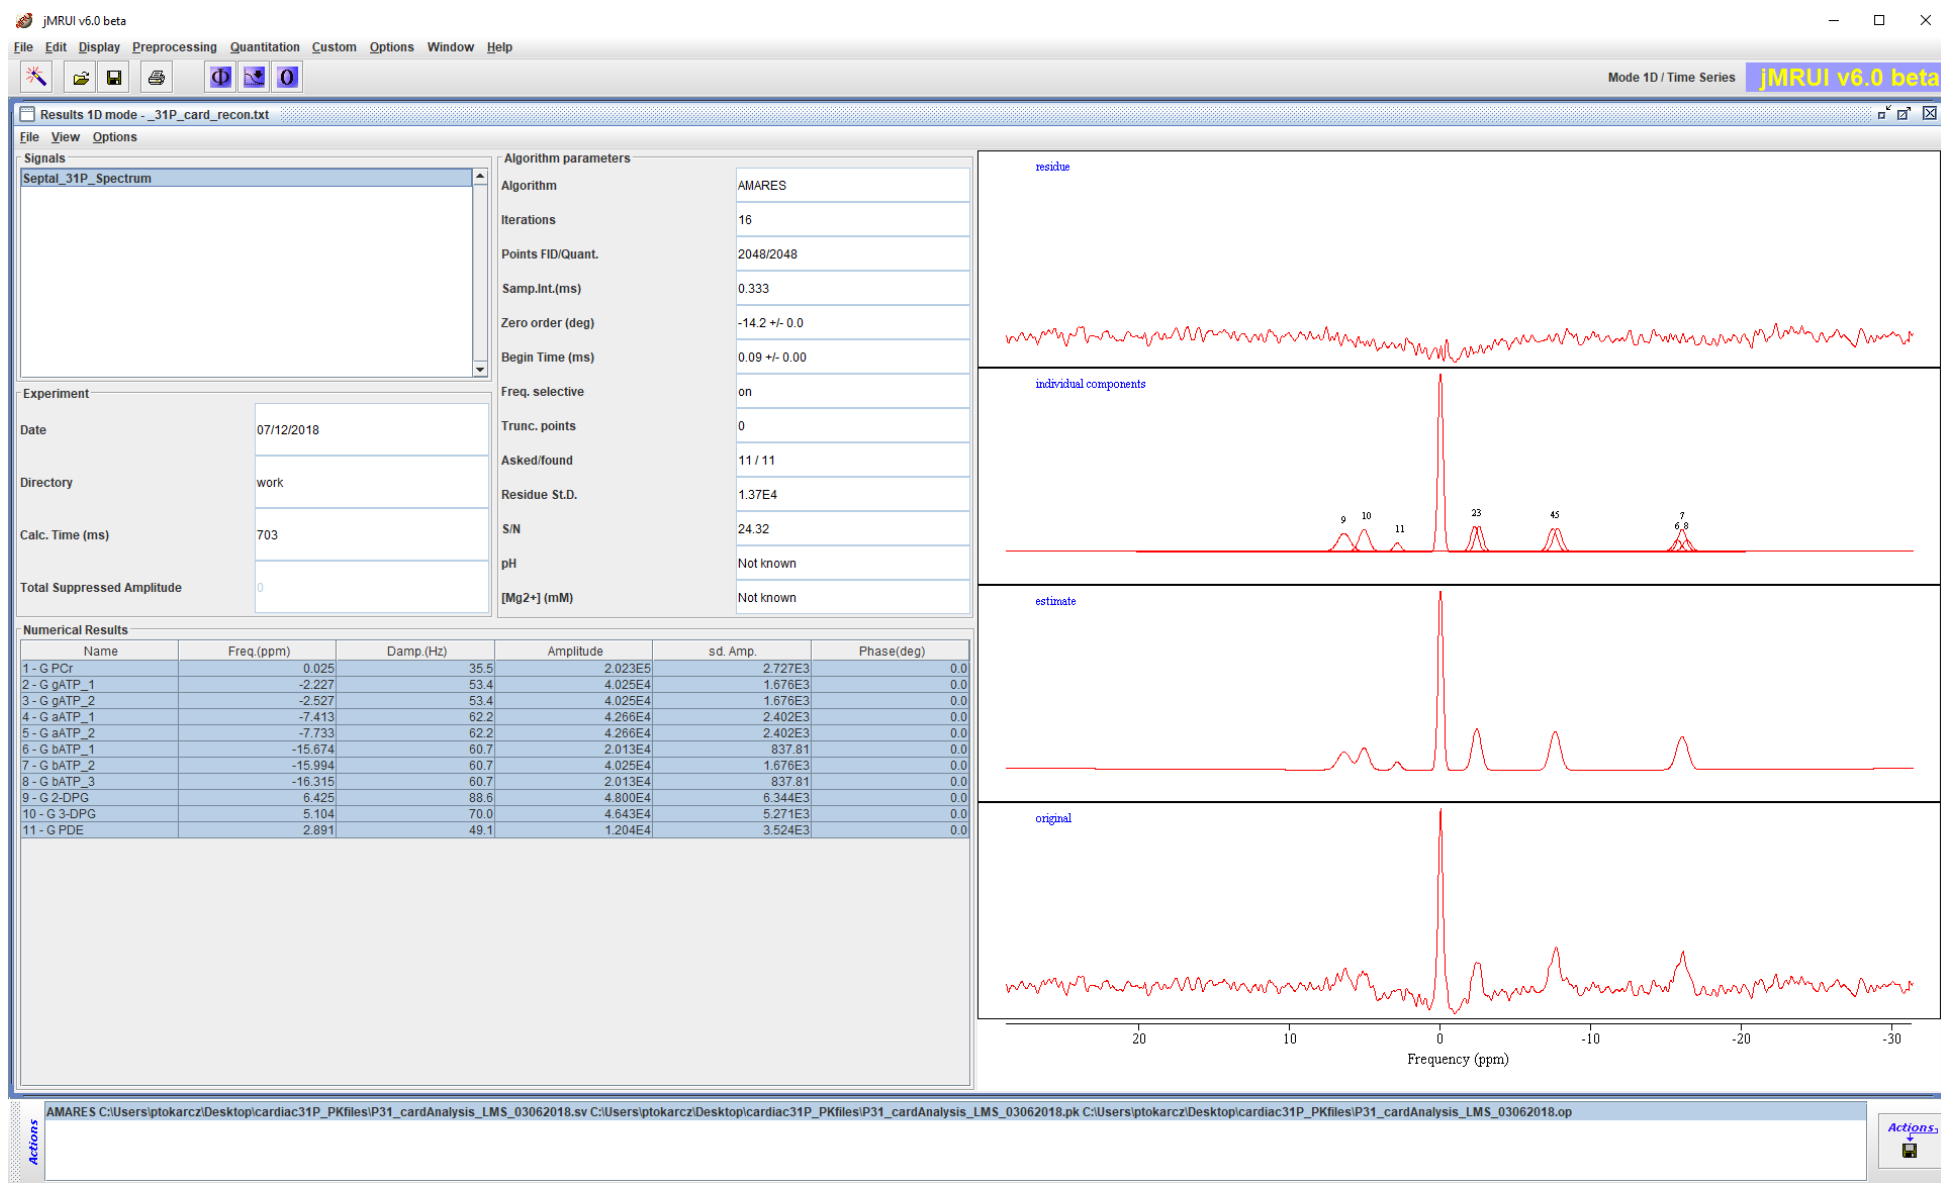 jMRUI v6.0 beta
File Edit Display Preprocessing Quantitation Custom Options Window Help
Mode 1D / Time Series jMRUI v6.0 beta
Results 1D mode - _31P_card_recon.txt
File View Options
Signals
Septal_31P_Spectrum
Experiment
Date 07/12/2018
Directory work
Calc. Time (ms) 703
Total Suppressed Amplitude 0
Algorithm parameters
Algorithm AMARES
Iterations 16
Points FID/Quant. 2048/2048
Samp.Int.(ms) 0.333
Zero order (deg) -14.2 +/- 0.0
Begin Time (ms) 0.09 +/- 0.00
Freq. selective on
Trunc. points 0
Asked/found 11 / 11
Residue St.D. 1.37E4
S/N 24.32
pH Not known
[Mg2+] (mM) Not known
Numerical Results
Name Freq.(ppm) Damp.(Hz) Amplitude sd. Amp. Phase(deg)
1 - G PCr 0.025 35.5 2.023E5 2.727E3 0.0
2 - G gATP_1 -2.227 53.4 4.025E4 1.676E3 0.0
3 - G gATP_2 -2.527 53.4 4.025E4 1.676E3 0.0
4 - G aATP_1 -7.413 62.2 4.266E4 2.402E3 0.0
5 - G aATP_2 -7.733 62.2 4.266E4 2.402E3 0.0
6 - G bATP_1 -15.674 60.7 2.013E4 837.81 0.0
7 - G bATP_2 -15.994 60.7 4.025E4 1.676E3 0.0
8 - G bATP_3 -16.315 60.7 2.013E4 837.81 0.0
9 - G 2-DPG 6.425 88.6 4.800E4 6.344E3 0.0
10 - G 3-DPG 5.104 70.0 4.643E4 5.271E3 0.0
11 - G PDE 2.891 49.1 1.204E4 3.524E3 0.0
residue
individual components
9 10 11 23 45 7
6 8
estimate
original
20 10 0 -10 -20 -30
Frequency (ppm)
Actions
AMARES C:\Users\ptokarcz\Desktop\cardiac31P_PKfiles\P31_cardAnalysis_LMS_03062018.sv C:\Users\ptokarcz\Desktop\cardiac31P_PKfiles\P31_cardAnalysis_LMS_03062018.pk C:\Users\ptokarcz\Desktop\cardiac31P_PKfiles\P31_cardAnalysis_LMS_03062018.op
Actions